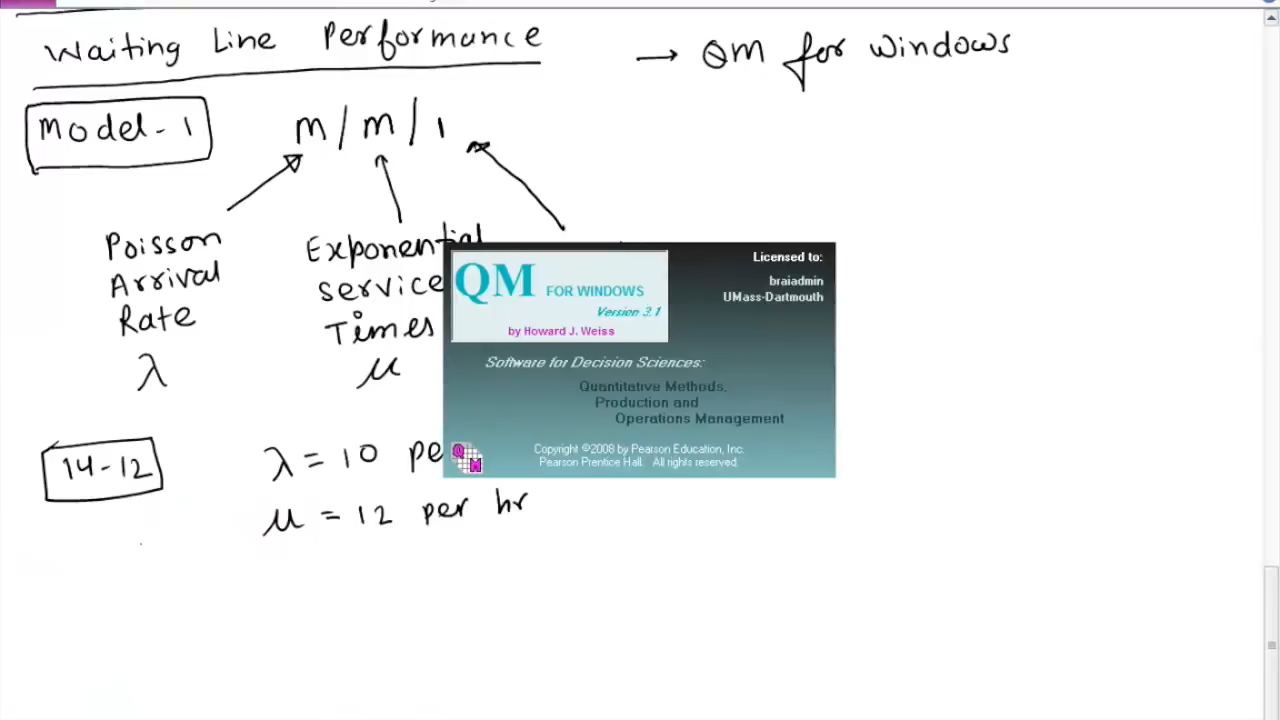 Waiting Line Performance → QM for windows
Model-1 m/m/1
Poisson Exponential
Arrival service
Rate Times
λ μ
QM FOR WINDOWS
Version 3.1
by Howard J. Weiss
Licensed to:
braiadmin
UMass-Dartmouth
Software for Decision Sciences:
Quantitative Methods,
Production and
Operations Management
Copyright ©2008 by Pearson Education, Inc.
Pearson Prentice Hall. All rights reserved.
QM
14-12 λ = 10 pe
μ = 12 per hr